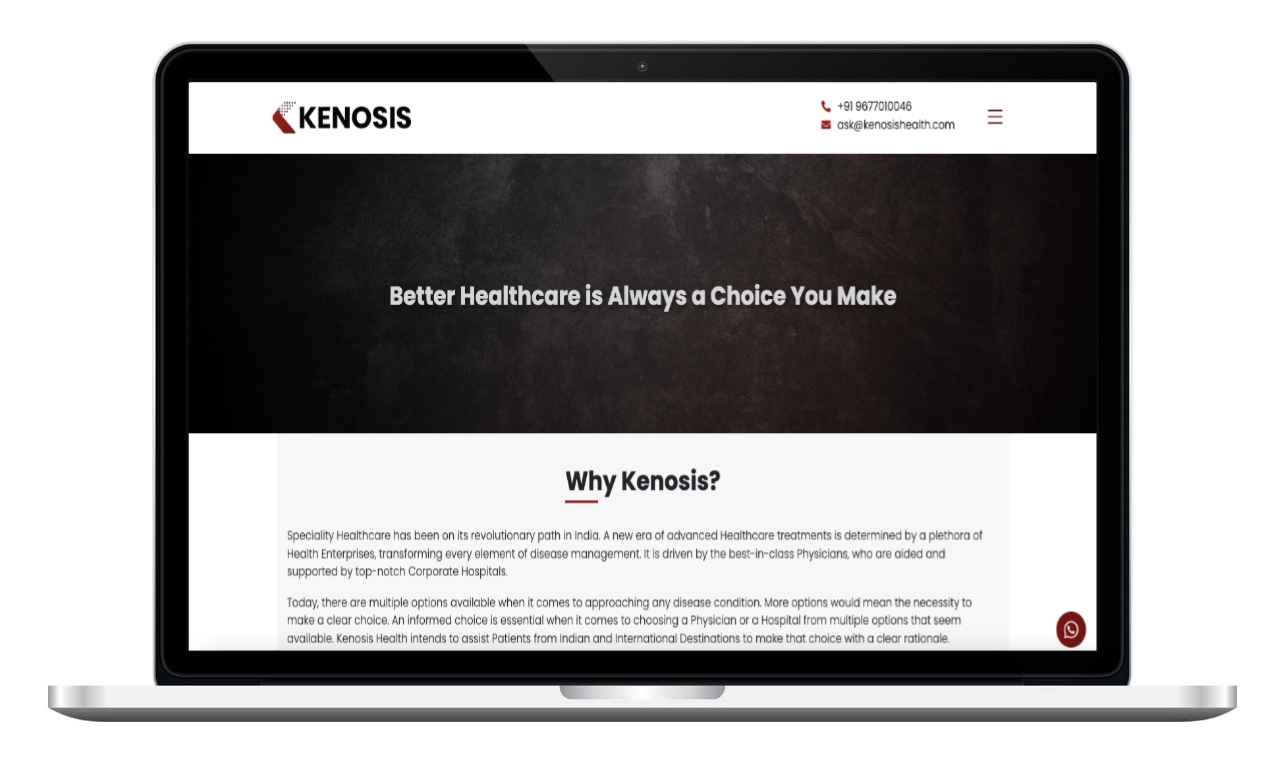 KENOSIS
+91 9677010046
ask@kenosishealth.com
Better Healthcare is Always a Choice You Make
Why Kenosis?
Speciality Healthcare has been on its revolutionary path in India. A new era of advanced Healthcare treatments is determined by a plethora of
Health Enterprises, transforming every element of disease management. It is driven by the best-in-class Physicians, who are aided and
supported by top-notch Corporate Hospitals.
Today, there are multiple options available when it comes to approaching any disease condition. More options would mean the necessity to
make a clear choice. An informed choice is essential when it comes to choosing a Physician or a Hospital from multiple options that seem
available. Kenosis Health intends to assist Patients from Indian and International Destinations to make that choice with a clear rationale.